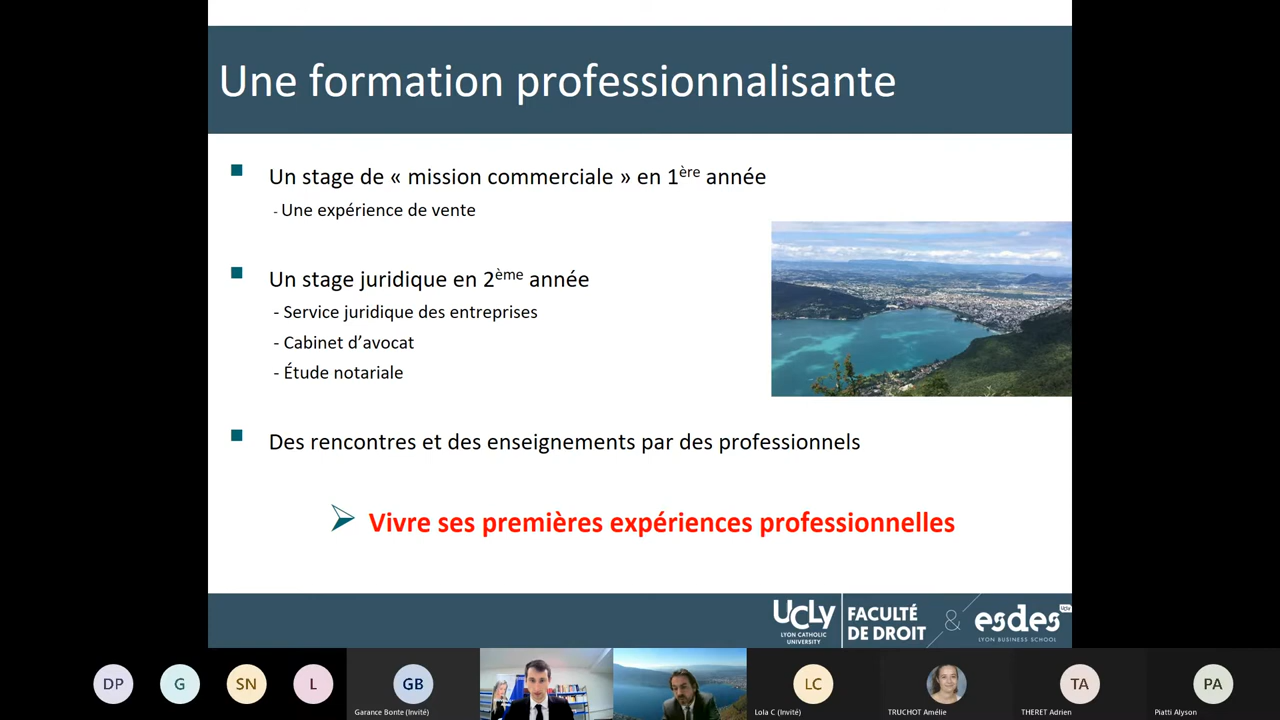 Une formation professionnalisante
Un stage de « mission commerciale » en 1ère année
- Une expérience de vente
Un stage juridique en 2ème année
- Service juridique des entreprises
- Cabinet d’avocat
- Étude notariale
Des rencontres et des enseignements par des professionnels
Vivre ses premières expériences professionnelles
UCLy
LYON CATHOLIC
UNIVERSITY
FACULTÉ
DE DROIT
&
esdes
UCLy
LYON BUSINESS SCHOOL
DP
G
SN
L
GB
LC
TA
PA
Garance Bonte (Invité)
Lola C (Invité)
TRUCHOT Amélie
THERET Adrien
Piatti Alyson